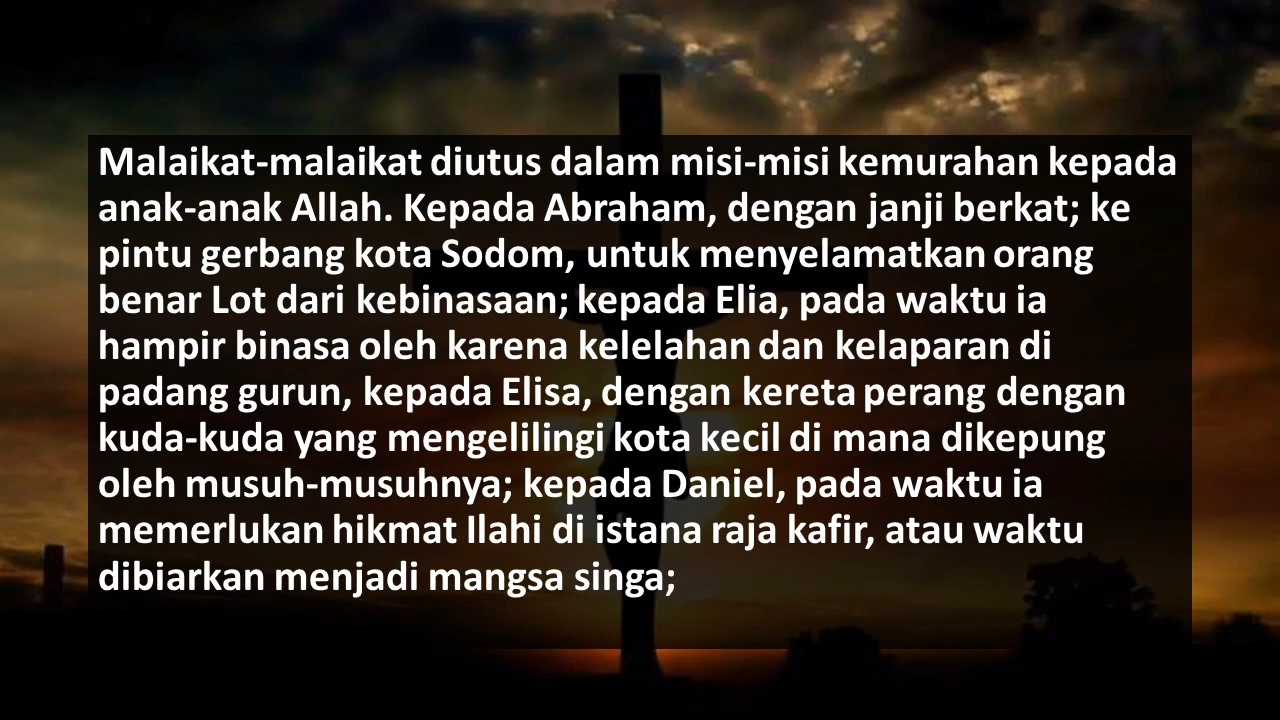 Malaikat-malaikat diutus dalam misi-misi kemurahan kepada
anak-anak Allah. Kepada Abraham, dengan janji berkat; ke
pintu gerbang kota Sodom, untuk menyelamatkan orang
benar Lot dari kebinasaan; kepada Elia, pada waktu ia
hampir binasa oleh karena kelelahan dan kelaparan di
padang gurun, kepada Elisa, dengan kereta perang dengan
kuda-kuda yang mengelilingi kota kecil di mana dikepung
oleh musuh-musuhnya; kepada Daniel, pada waktu ia
memerlukan hikmat Ilahi di istana raja kafir, atau waktu
dibiarkan menjadi mangsa singa;